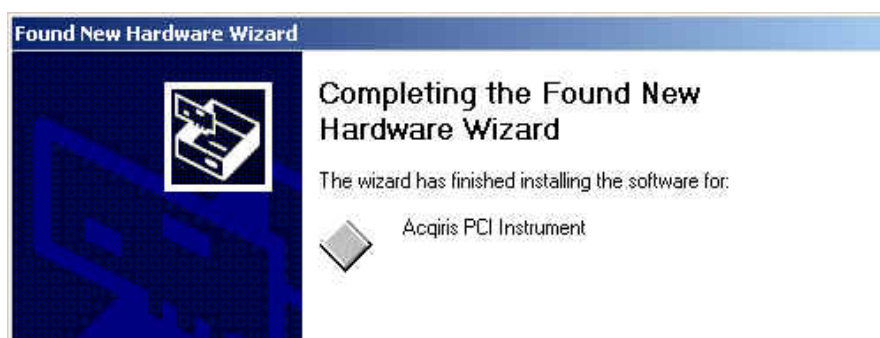 Found New Hardware Wizard
Completing the Found New
Hardware Wizard
The wizard has finished installing the software for:
Acqiris PCI Instrument